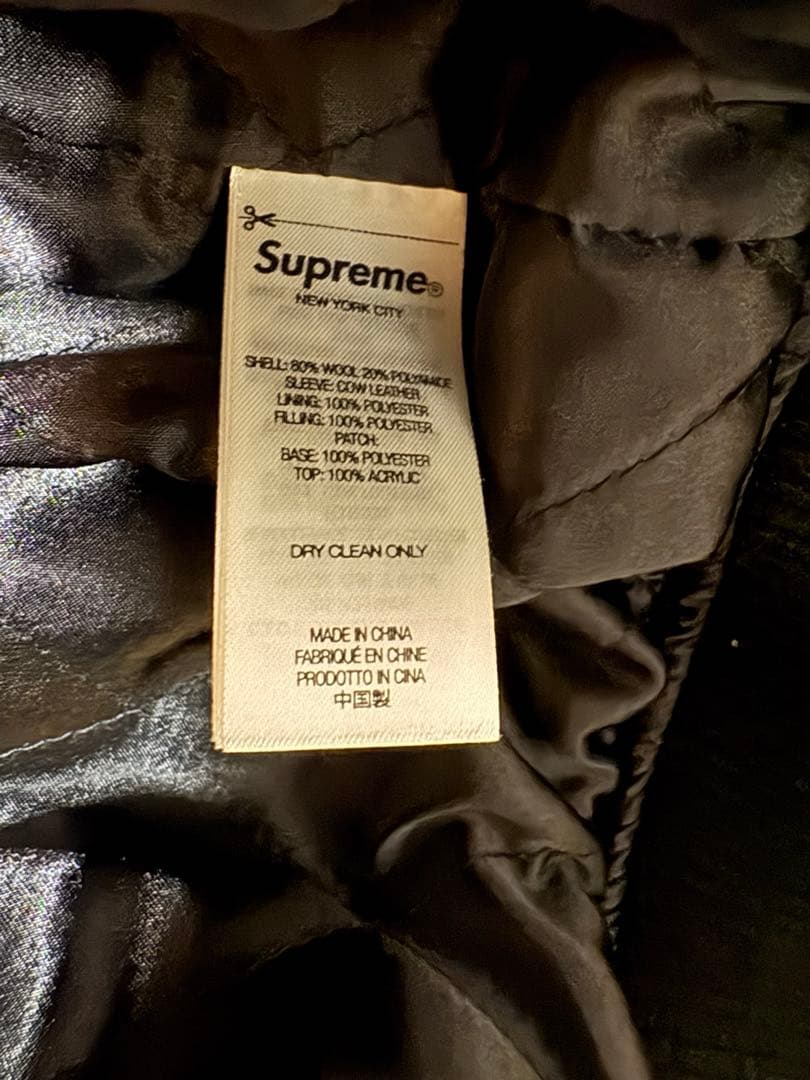 Supreme®
NEW YORK CITY
SHELL: 80% WOOL 20% POLYAMIDE
SLEEVE: COW LEATHER
LINING: 100% POLYESTER
FILLING: 100% POLYESTER
PATCH:
BASE: 100% POLYESTER
TOP: 100% ACRYLIC
DRY CLEAN ONLY
MADE IN CHINA
FABRIQUÉ EN CHINE
PRODOTTO IN CINA
中国製